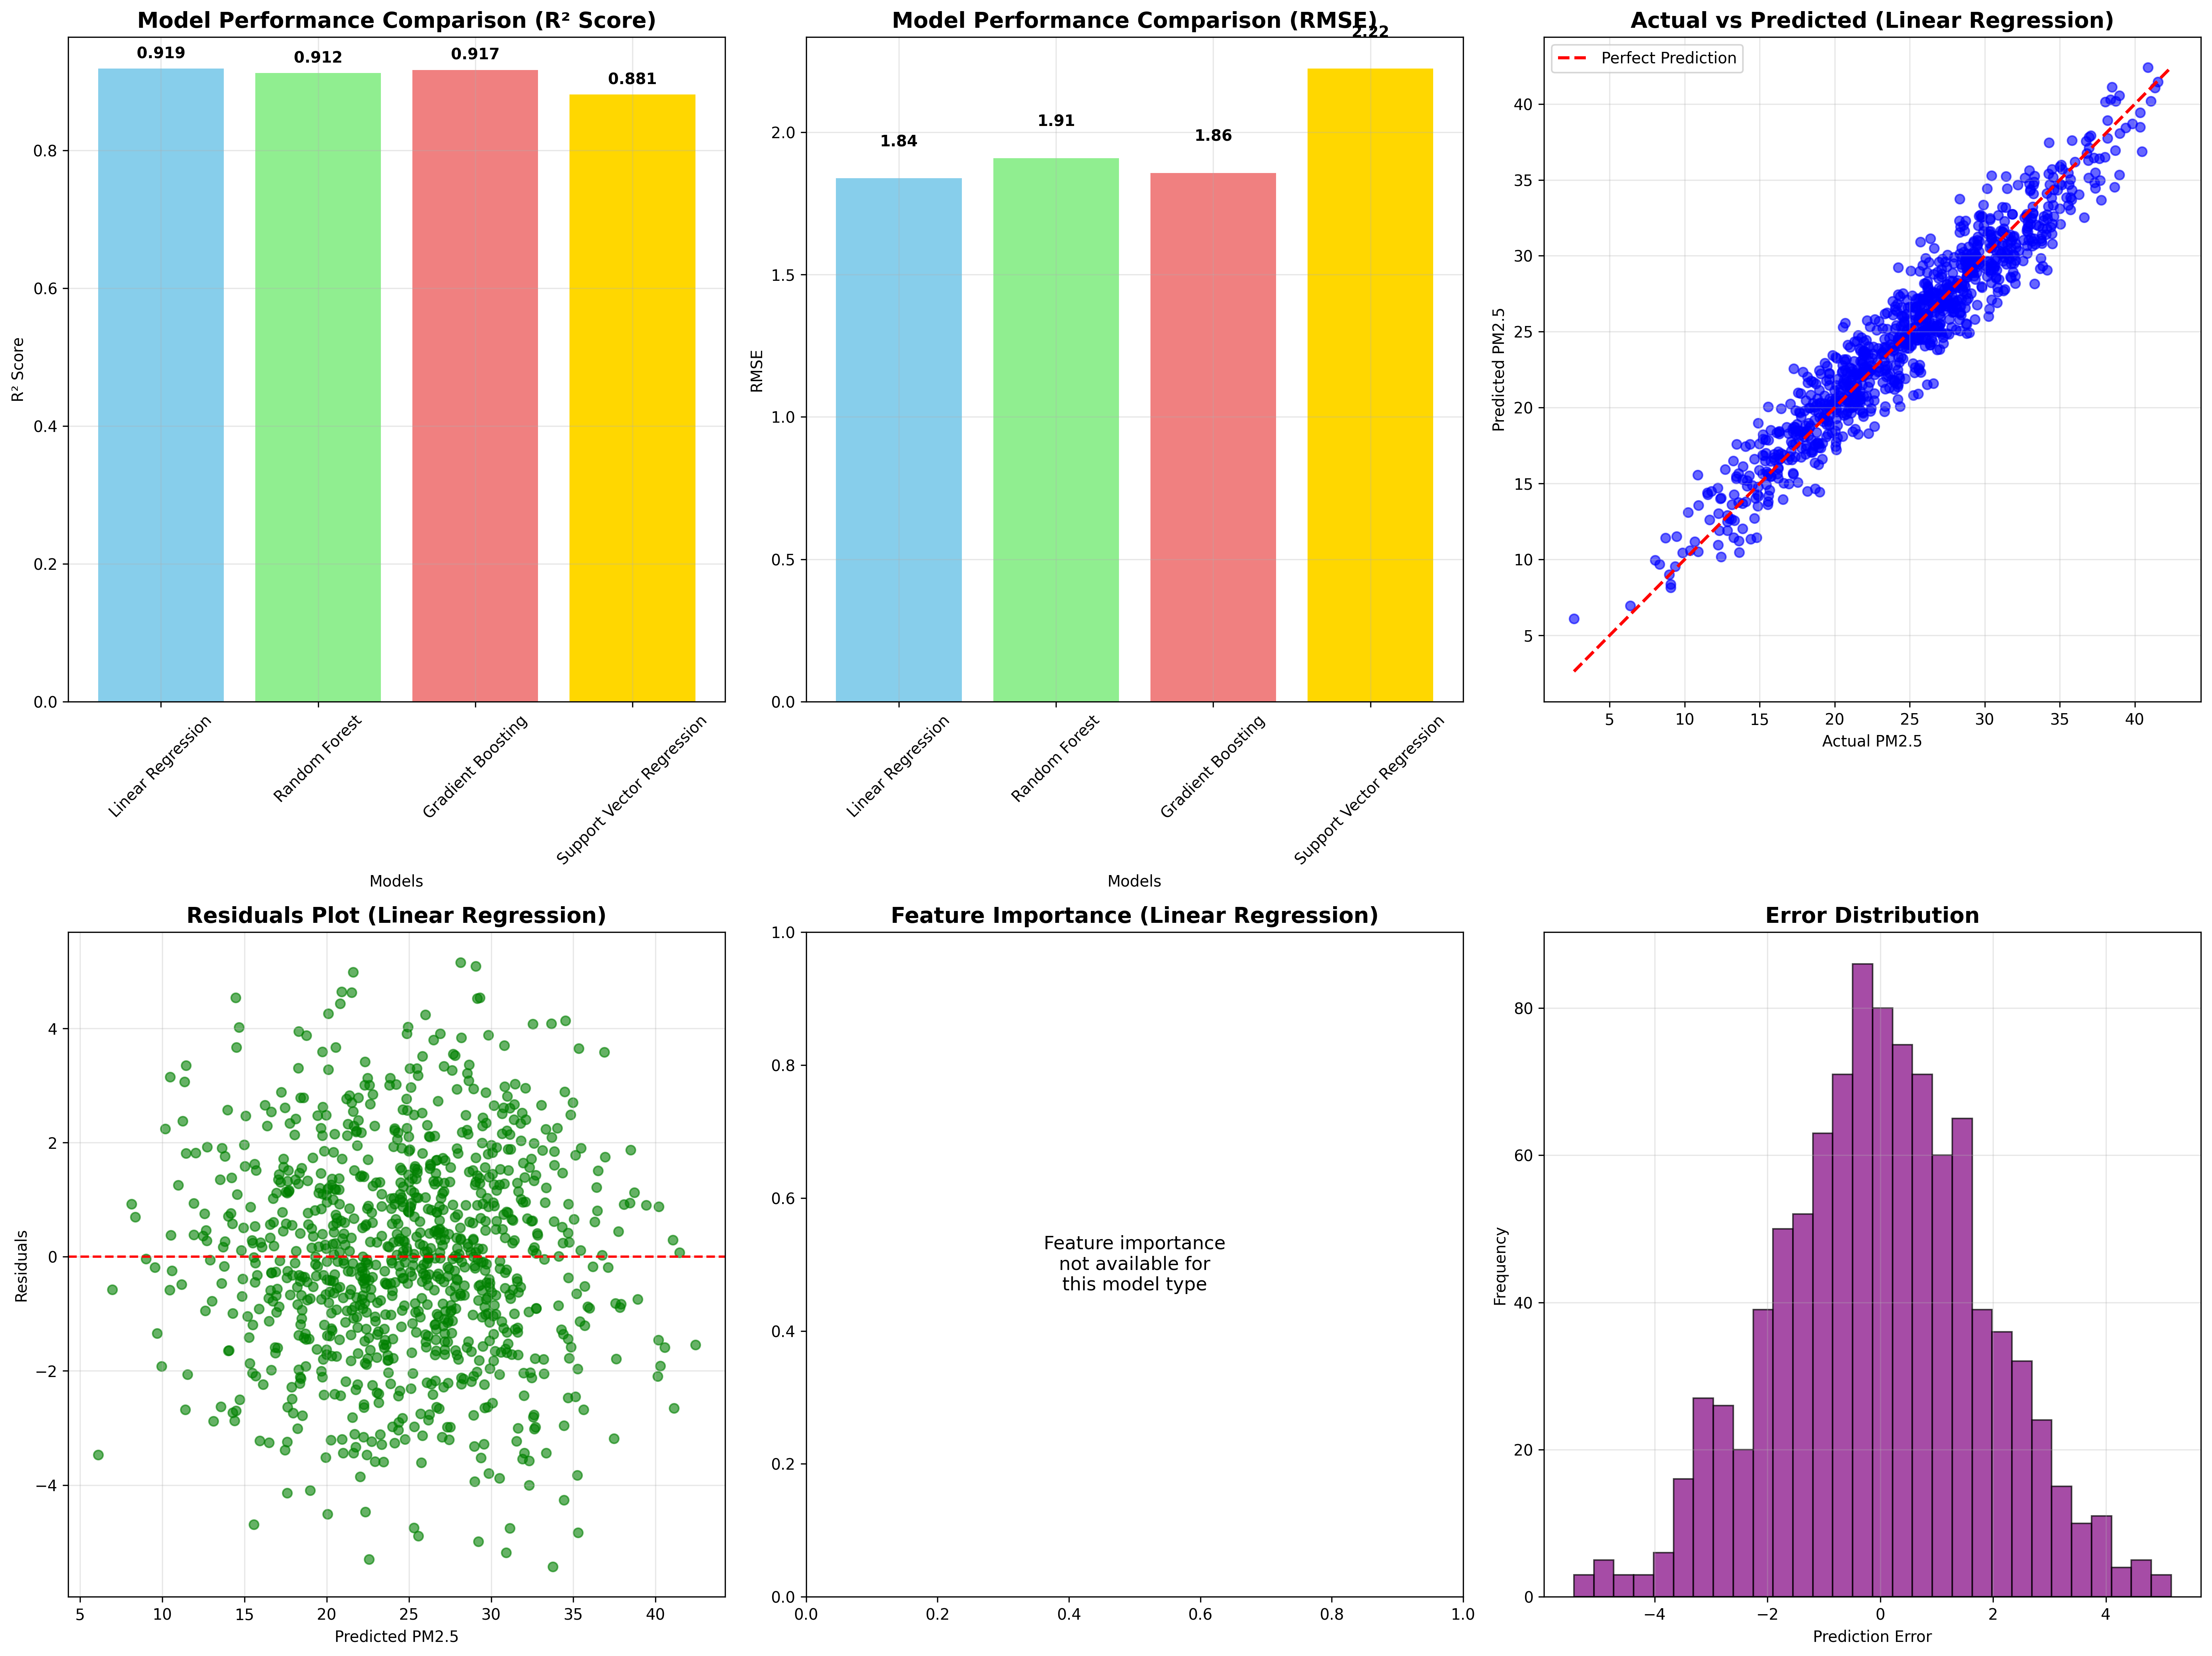 Model Performance Comparison (R² Score)
0.919
0.912
0.917
0.881
R² Score
0.8
0.6
0.4
0.2
0.0
Linear Regression
Random Forest
Gradient Boosting
Support Vector Regression
Models
Model Performance Comparison (RMSE)
2.22
1.84
1.91
1.86
RMSE
2.0
1.5
1.0
0.5
0.0
Linear Regression
Random Forest
Gradient Boosting
Support Vector Regression
Models
Actual vs Predicted (Linear Regression)
Perfect Prediction
Predicted PM2.5
40
35
30
25
20
15
10
5
5 10 15 20 25 30 35 40
Actual PM2.5
Residuals Plot (Linear Regression)
Residuals
4
2
0
−2
−4
5 10 15 20 25 30 35 40
Predicted PM2.5
Feature Importance (Linear Regression)
1.0
0.8
0.6
0.4
0.2
0.0
Feature importance
not available for
this model type
0.0 0.2 0.4 0.6 0.8 1.0
Error Distribution
Frequency
80
60
40
20
0
−4 −2 0 2 4
Prediction Error